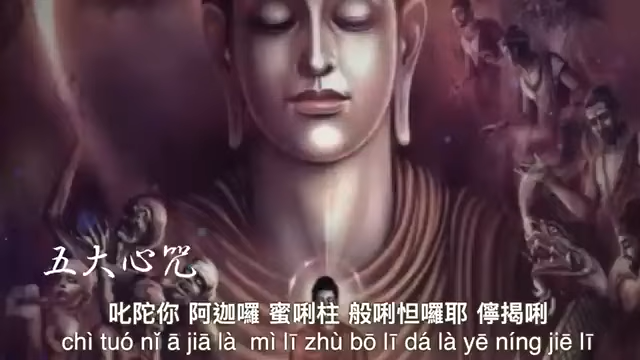 五大心咒
叱陀你 阿迦囉 蜜唎柱 般唎怛囉耶 儜揭唎
chì tuó nǐ ā jiā là  mì lī zhù bō lī dá là yē níng jiē lī